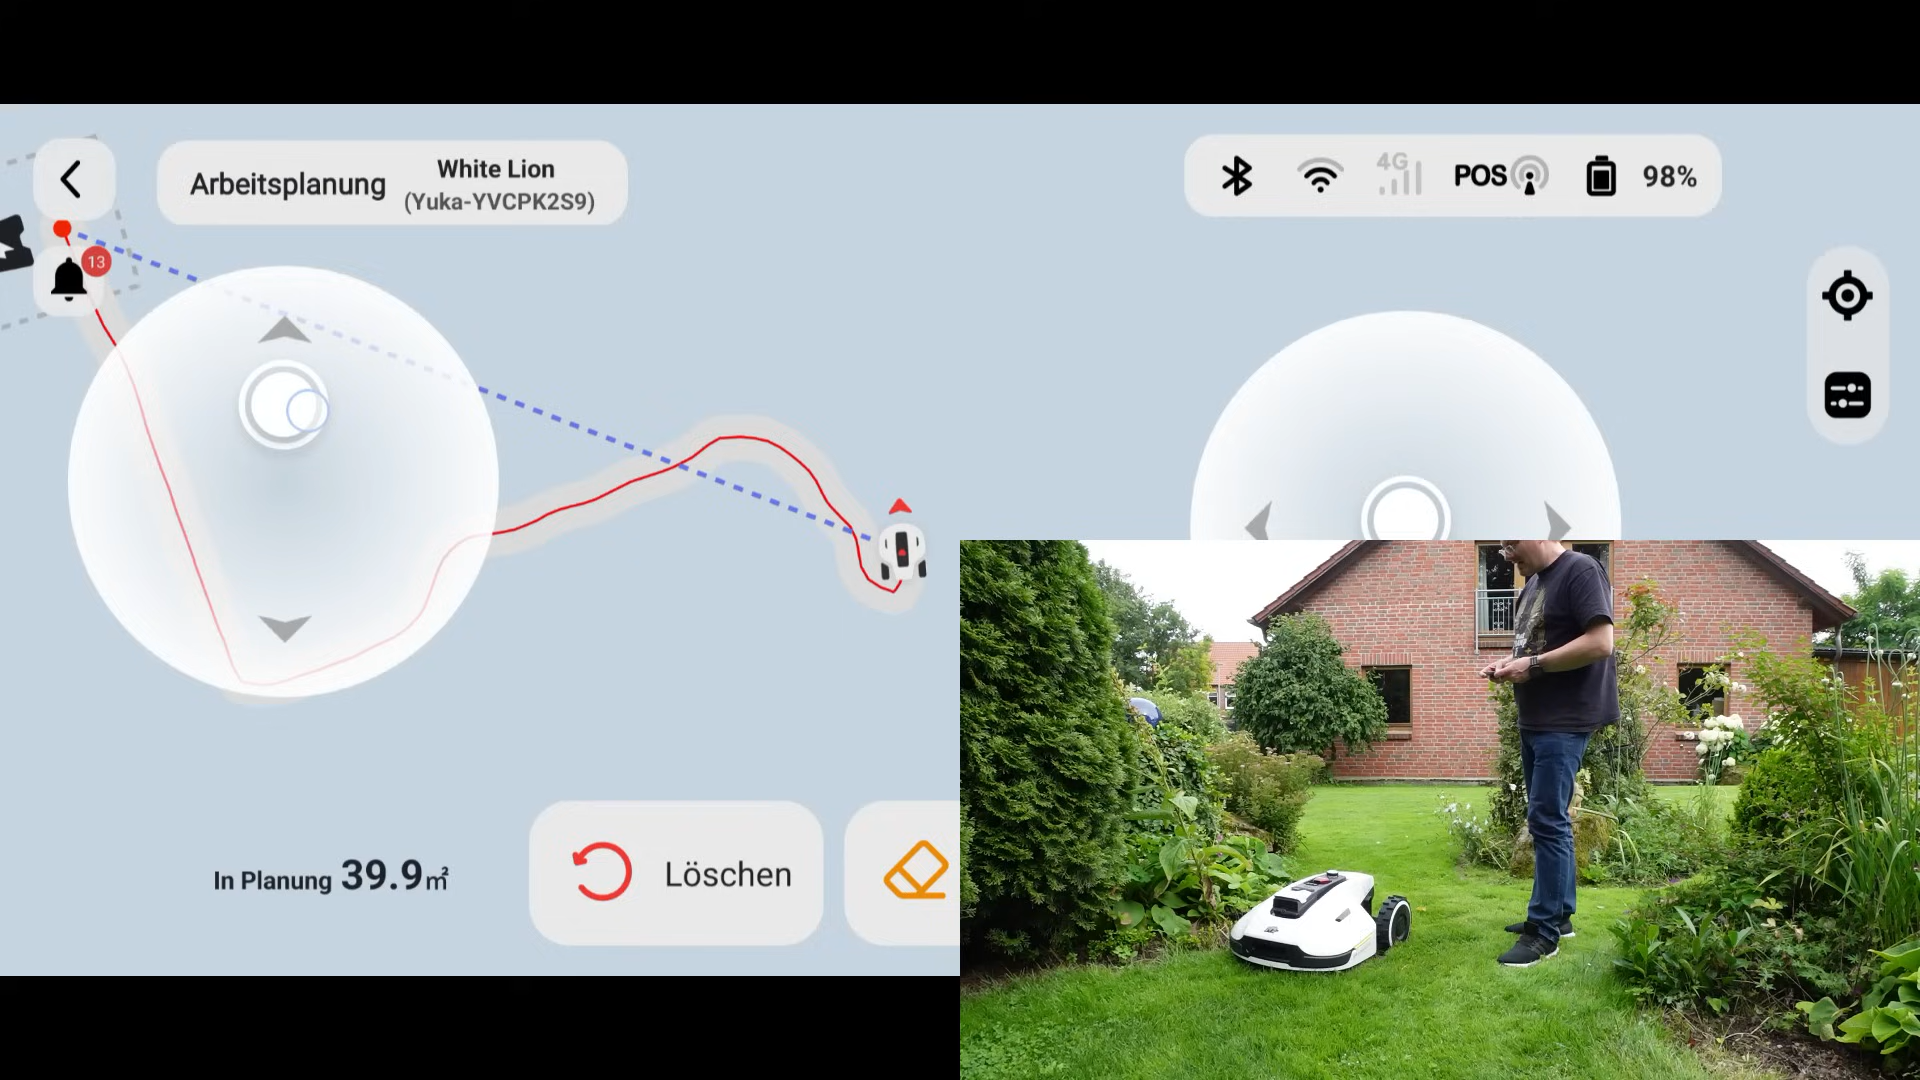 Arbeitsplanung
White Lion
(Yuka-YVCPK2S9)
4G
POS
98%
13
In Planung 39.9㎡
Löschen